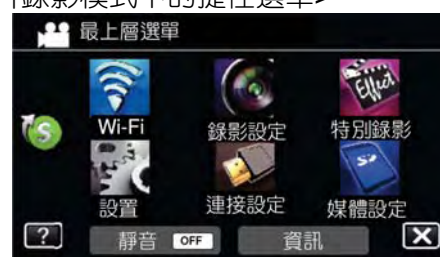 錄影模式下的捷徑選單>
最上層選單
S
Effect
Wi-Fi
錄影設定
特別錄影
設置
連接設定
媒體設定
?
靜音 OFF
資訊
X